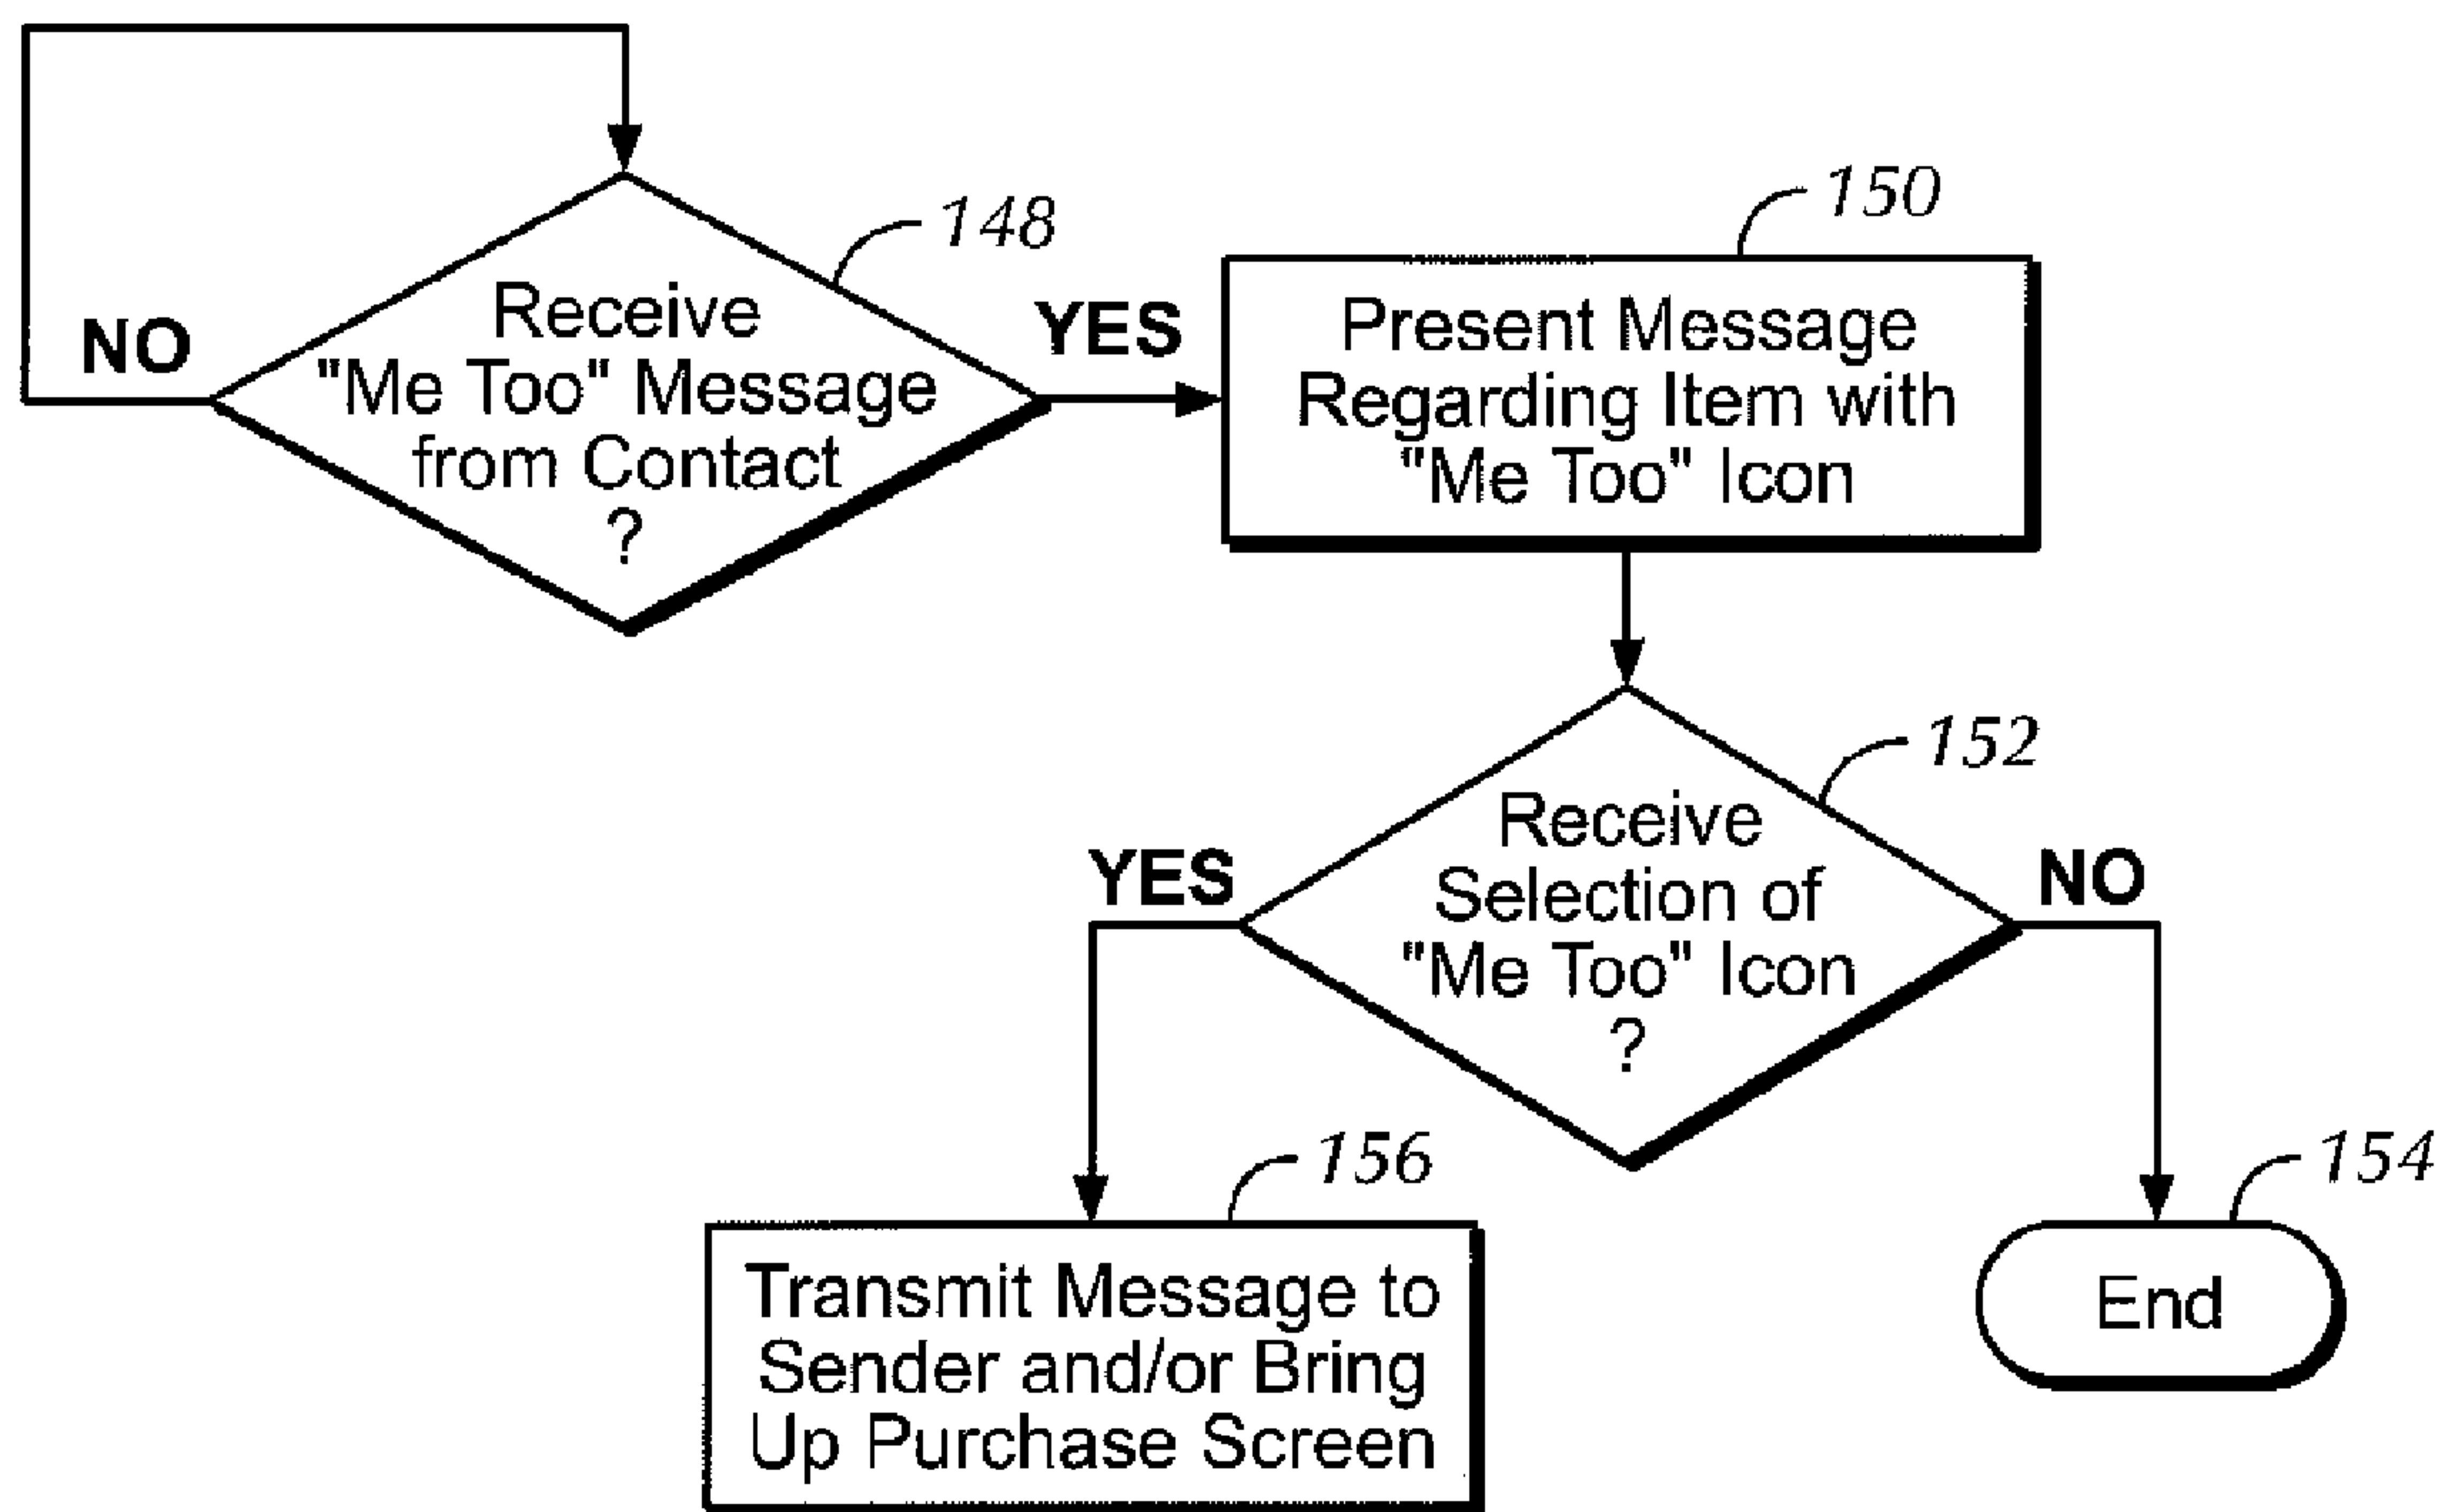 148
Receive
"Me Too" Message
from Contact
?
NO
YES
150
Present Message
Regarding Item with
"Me Too" Icon
152
Receive
Selection of
"Me Too" Icon
?
YES
NO
156
Transmit Message to
Sender and/or Bring
Up Purchase Screen
154
End